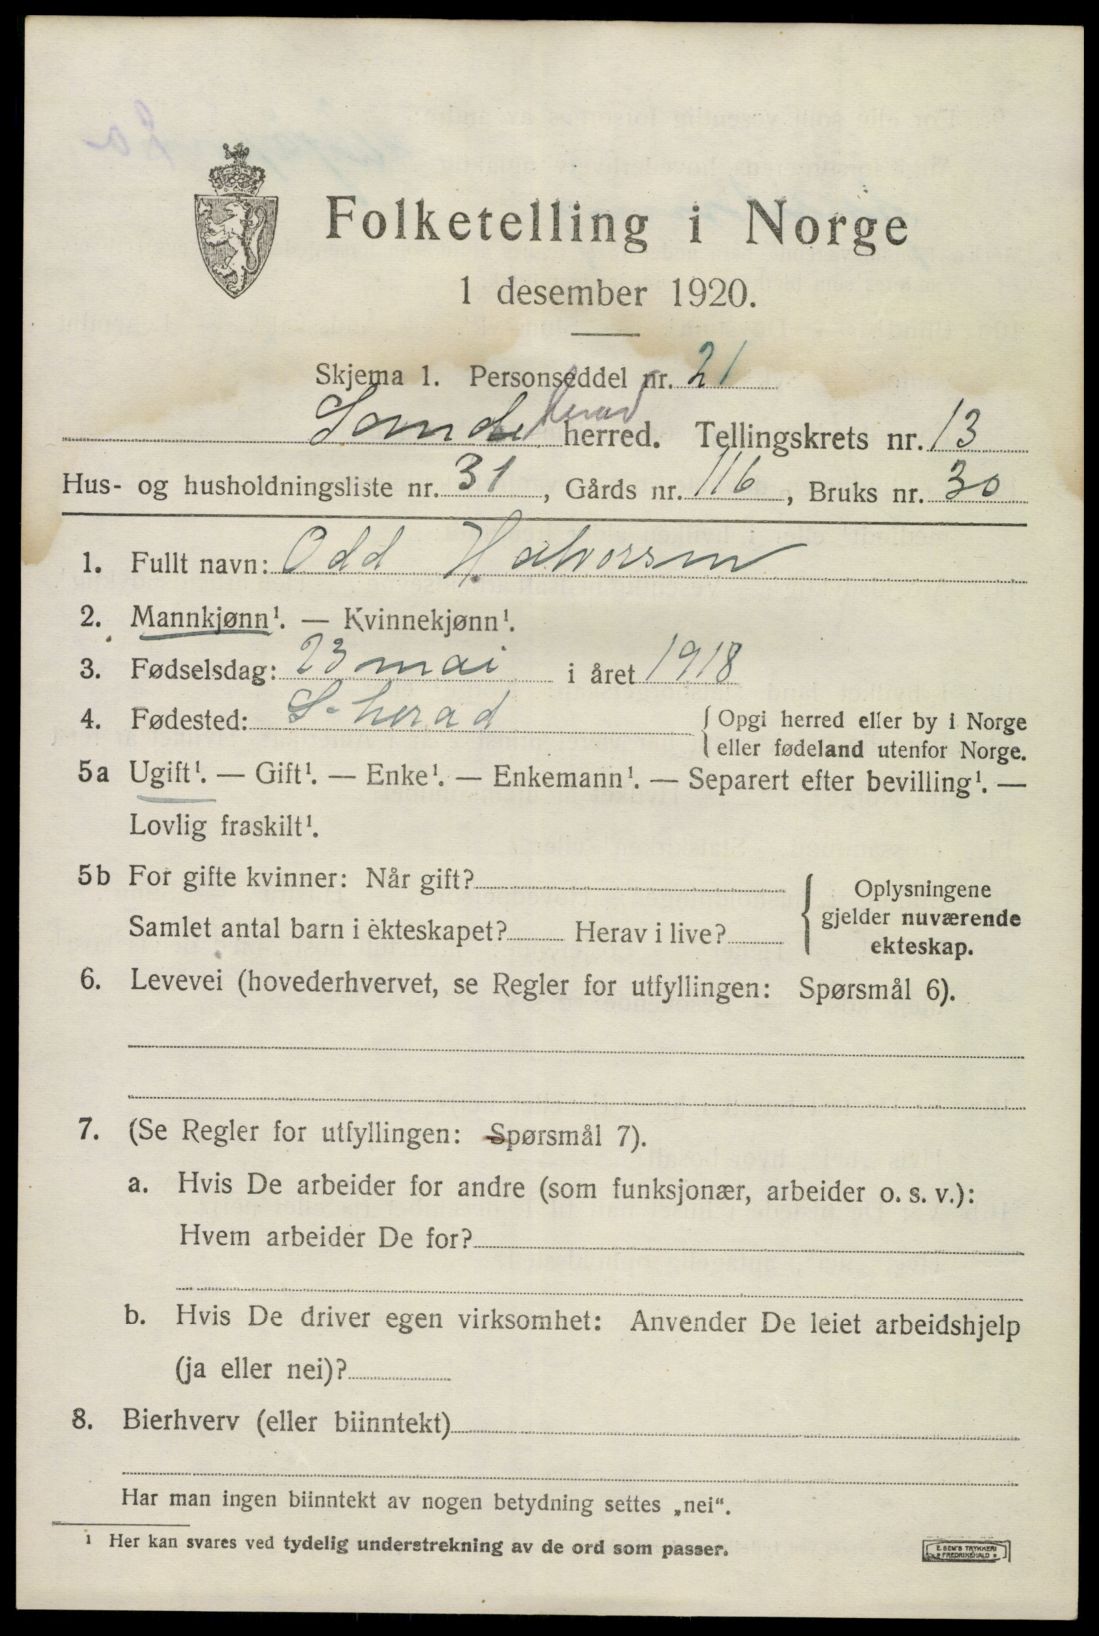 Folketelling i Norge
1 desember 1920.
Skjema 1. Personseddel nr. 21
Sande herad herred. Tellingskrets nr. 13
Hus- og husholdningsliste nr. 31, Gårds nr. 116, Bruks nr. 30
1. Fullt navn: Odd Halvorsen
2. Mannkjønn¹. — Kvinnekjønn¹.
3. Fødselsdag: 23 mai i året 1918
4. Fødested: S-herad { Opgi herred eller by i Norge
eller fødeland utenfor Norge.
5a Ugift¹. — Gift¹. — Enke¹. — Enkemann¹. — Separert efter bevilling¹. —
Lovlig fraskilt¹.
5b For gifte kvinner: Når gift?
Samlet antal barn i ekteskapet? Herav i live?
{ Oplysningene
gjelder nuværende
ekteskap.
6. Levevei (hovederhvervet, se Regler for utfyllingen: Spørsmål 6).
7. (Se Regler for utfyllingen: Spørsmål 7).
a. Hvis De arbeider for andre (som funksjonær, arbeider o. s. v.):
Hvem arbeider De for?
b. Hvis De driver egen virksomhet: Anvender De leiet arbeidshjelp
(ja eller nei)?
8. Bierhverv (eller biinntekt)
Har man ingen biinntekt av nogen betydning settes „nei“.
¹ Her kan svares ved tydelig understrekning av de ord som passer.
E. SEM'S TRYKKERI
FREDRIKSHALD